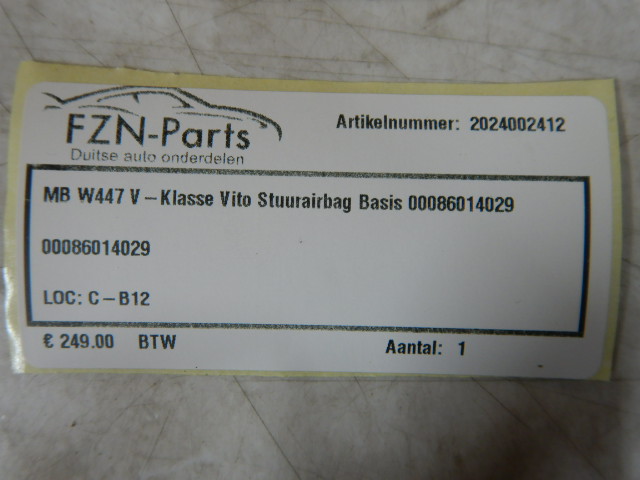 FZN-Parts
Duitse auto onderdelen
Artikelnummer: 2024002412
MB W447 V-Klasse Vito Stuurairbag Basis 00086014029
00086014029
LOC: C-B12
€ 249.00 BTW
Aantal: 1